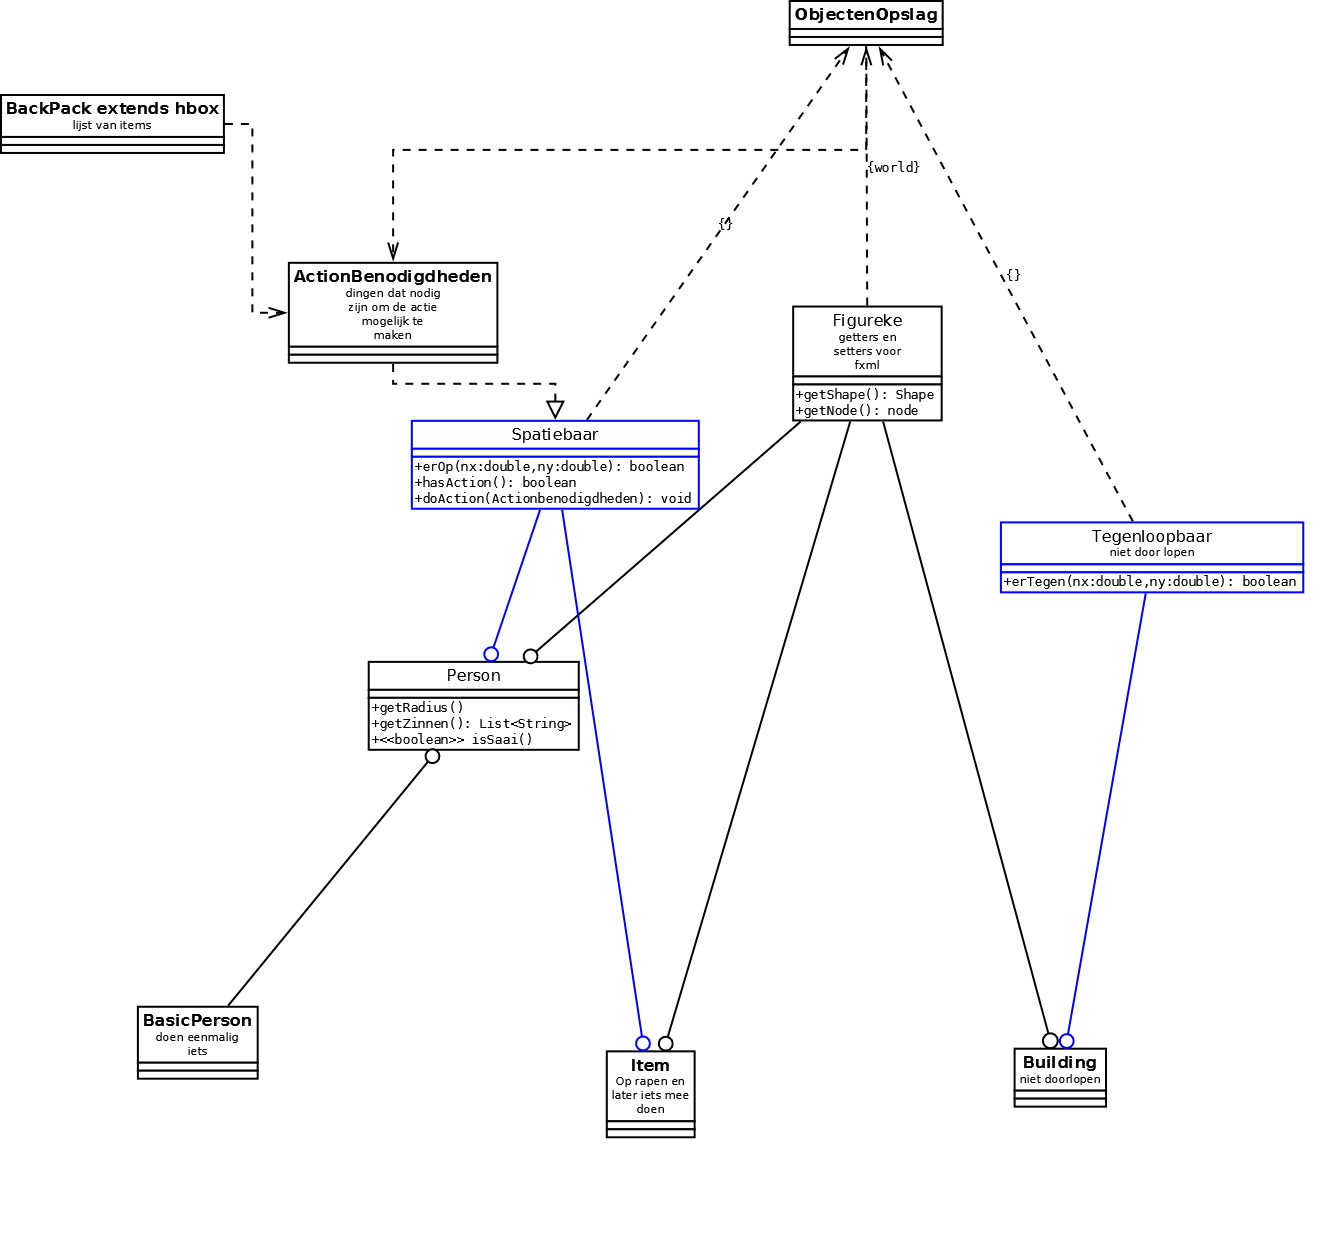 ObjectenOpslag
BackPack extends hbox
lijst van items
{world}
{}
{}
ActionBenodigdheden
dingen dat nodig
zijn om de actie
mogelijk te
maken
Figureke
getters en
setters voor
fxml
+getShape(): Shape
+getNode(): node
Spatiebaar
+erOp(nx:double,ny:double): boolean
+hasAction(): boolean
+doAction(Actionbenodigdheden): void
Tegenloopbaar
niet door lopen
+erTegen(nx:double,ny:double): boolean
Person
+getRadius()
+getZinnen(): List<String>
+<<boolean>> isSaai()
BasicPerson
doen eenmalig
iets
Item
Op rapen en
later iets mee
doen
Building
niet doorlopen